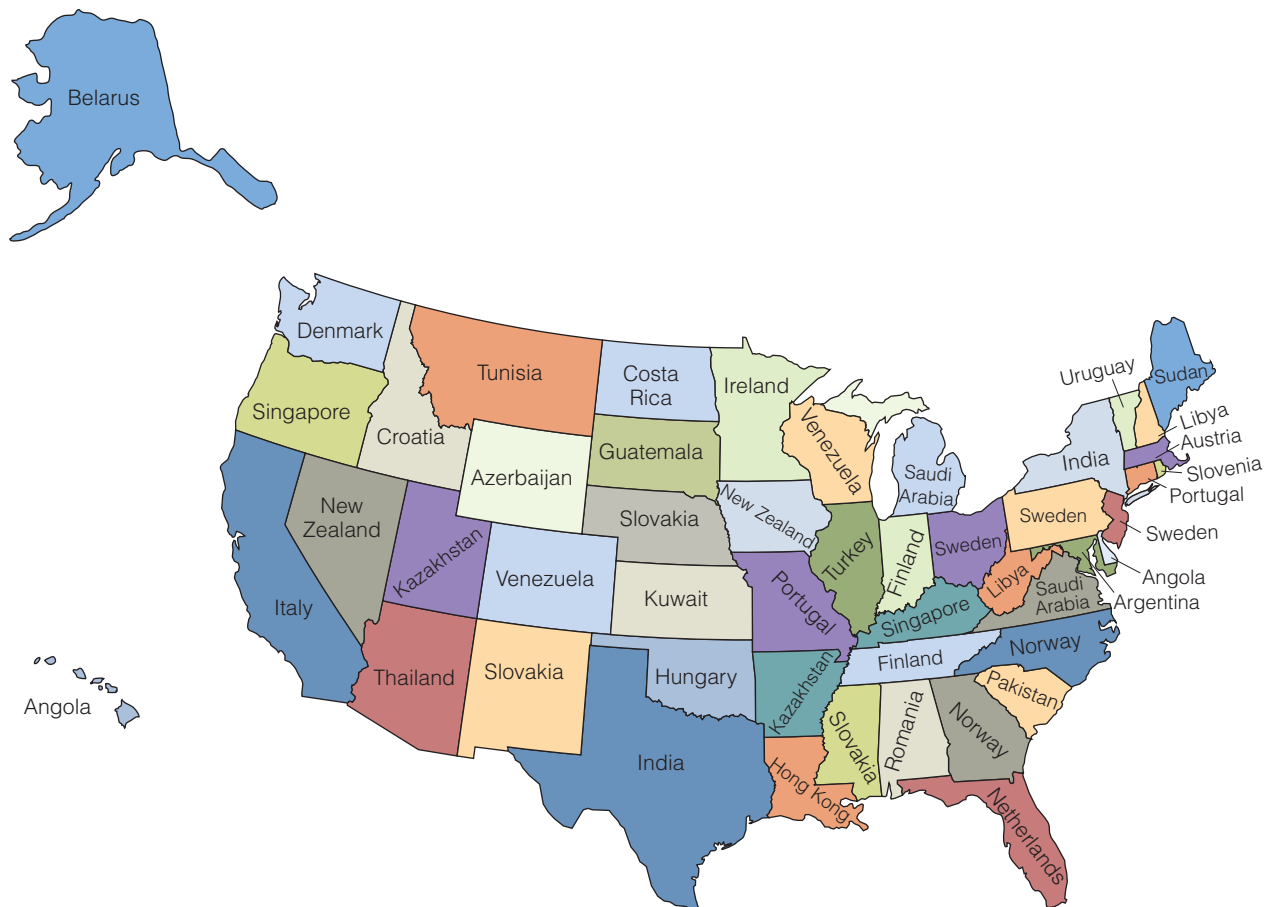 Belarus
Denmark
Tunisia
Costa
Rica
Ireland
Uruguay
Sudan
Singapore
Croatia
Guatemala
Venezuela
Libya
Austria
India
Slovenia
Portugal
Azerbaijan
Saudi
Arabia
New
Zealand
Slovakia
New Zealand
Sweden
Sweden
Sweden
Kazakhstan
Venezuela
Turkey
Finland
Libya
Angola
Argentina
Italy
Kuwait
Portugal
Singapore
Saudi
Arabia
Norway
Finland
Thailand
Slovakia
Hungary
Kazakhstan
Pakistan
Angola
Slovakia
Romania
Norway
India
Hong Kong
Netherlands